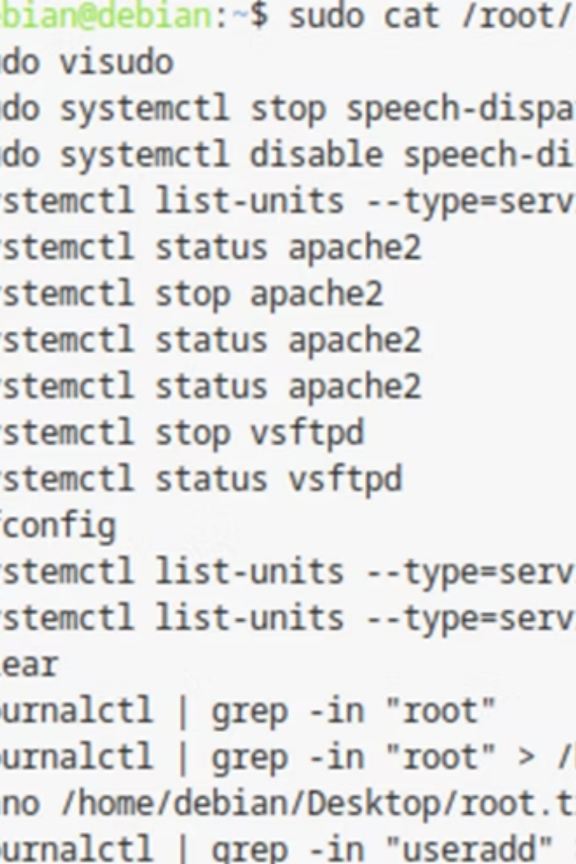 bian@debian:~$ sudo cat /root/
do visudo
do systemctl stop speech-dispa
do systemctl disable speech-di
stemctl list-units --type=serv
stemctl status apache2
stemctl stop apache2
stemctl status apache2
stemctl status apache2
stemctl stop vsftpd
stemctl status vsftpd
config
stemctl list-units --type=serv
stemctl list-units --type=serv
ear
urnalctl | grep -in "root"
urnalctl | grep -in "root" > /
no /home/debian/Desktop/root.t
urnalctl | grep -in "useradd"